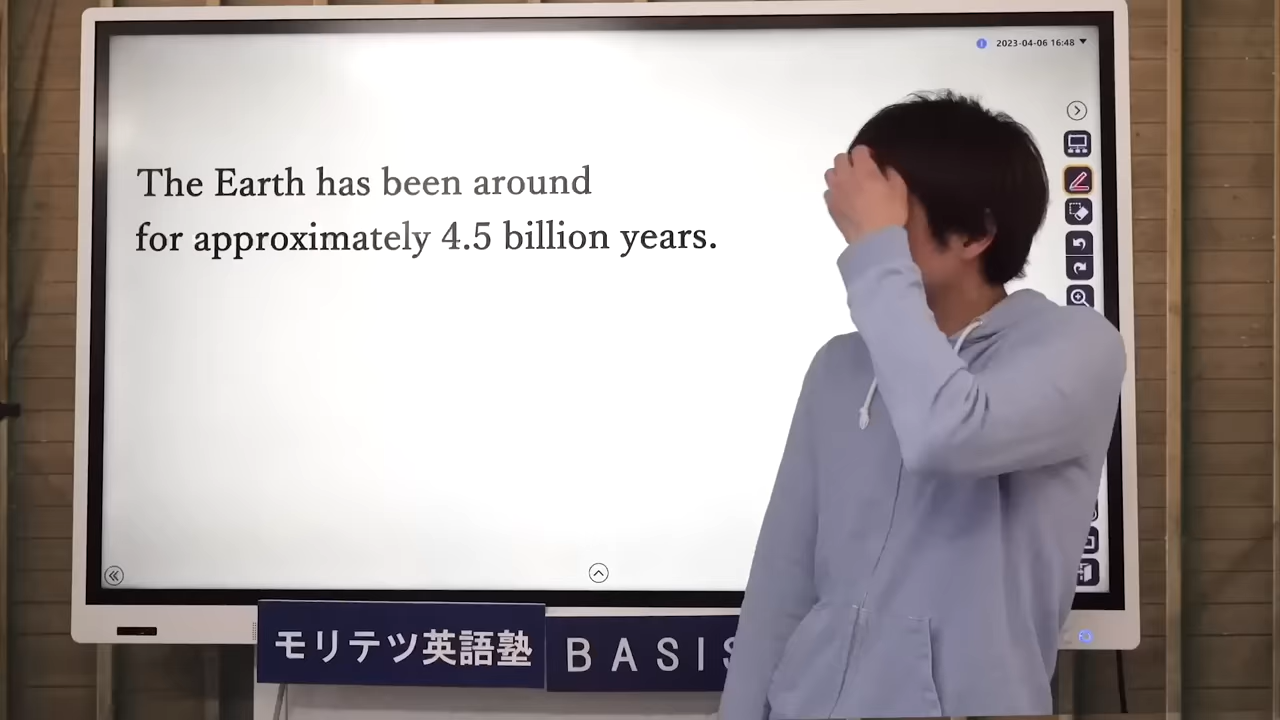 2023-04-06 16:48
The Earth has been around
for approximately 4.5 billion years.
モリテツ英語塾
BASIS